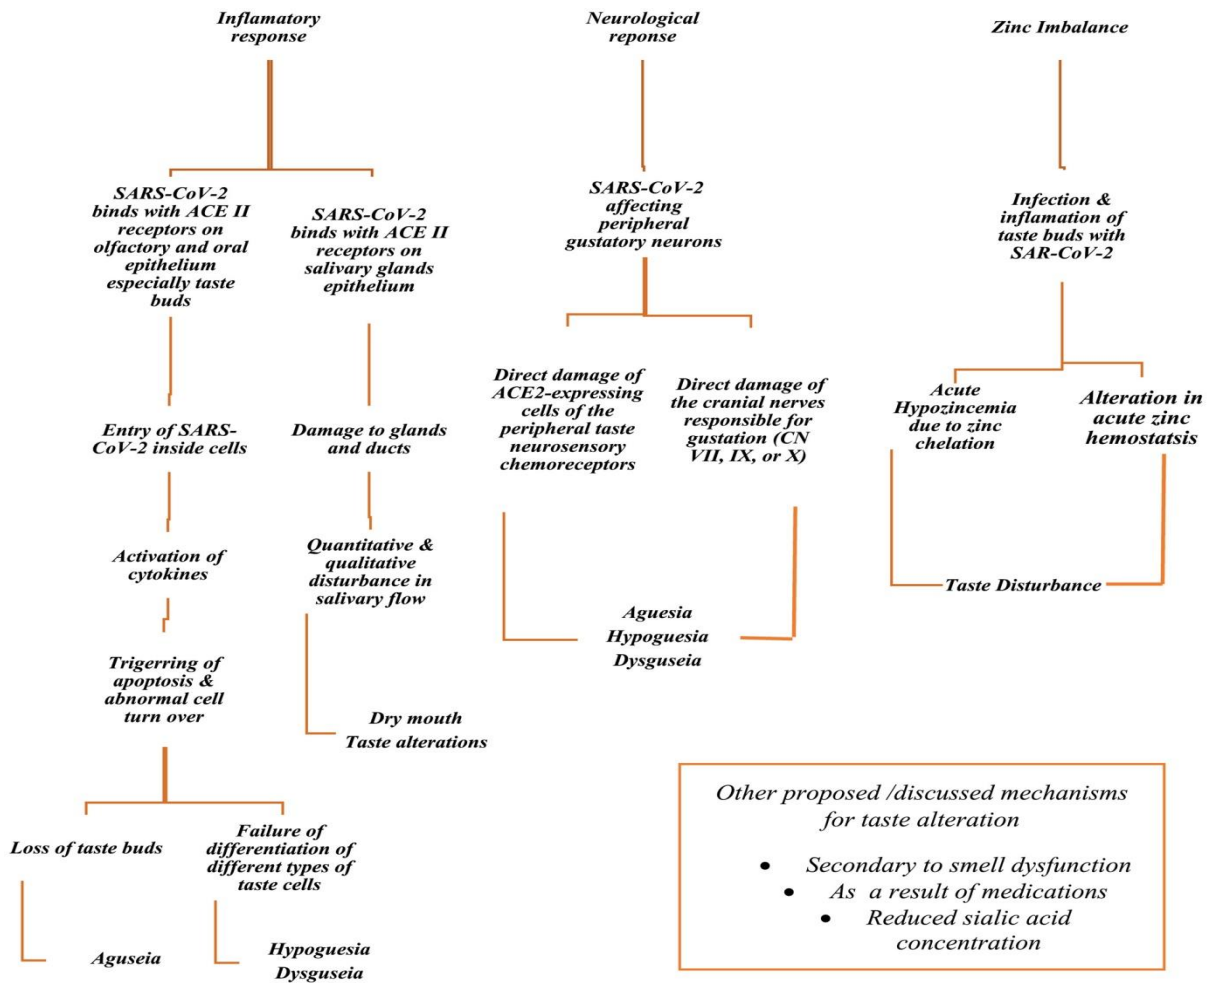 Inflamatory
response
SARS-CoV-2
binds with ACE II
receptors on
olfactory and oral
epithelium
especially taste
buds
Entry of SARS-
CoV-2 inside cells
Activation of
cytokines
Trigerring of
apoptosis &
abnormal cell
turn over
Loss of taste buds
Aguseia
Failure of
differentiation of
different types of
taste cells
Hypoguesia
Dysguseia
SARS-CoV-2
binds with ACE II
receptors on
salivary glands
epithelium
Damage to glands
and ducts
Quantitative &
qualitative
disturbance in
salivary flow
Dry mouth
Taste alterations
Neurological
reponse
SARS-CoV-2
affecting
peripheral
gustatory neurons
Direct damage of
ACE2-expressing
cells of the
peripheral taste
neurosensory
chemoreceptors
Direct damage of
the cranial nerves
responsible for
gustation (CN
VII, IX, or X)
Aguesia
Hypoguesia
Dysguseia
Zinc Imbalance
Infection &
inflamation of
taste buds with
SAR-CoV-2
Acute
Hypozincemia
due to zinc
chelation
Alteration in
acute zinc
hemostatsis
Taste Disturbance
Other proposed /discussed mechanisms
for taste alteration
• Secondary to smell dysfunction
• As a result of medications
• Reduced sialic acid
concentration